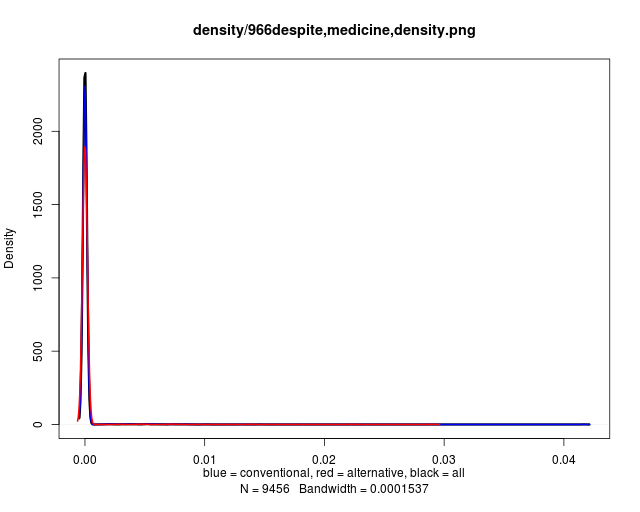 density/966despite,medicine,density.png
Density
2000
1500
1000
500
0
0.00 0.01 0.02 0.03 0.04
blue = conventional, red = alternative, black = all
N = 9456 Bandwidth = 0.0001537